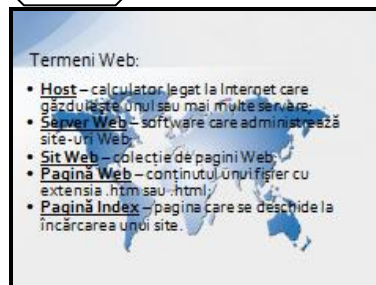 Termeni Web:
• Host – calculator legat la Internet care
găzduiește unul sau mai multe servere;
• Server Web – software care administrează
site-uri Web;
• Sit Web – colecție de pagini Web;
• Pagină Web – conținutul unui fișier cu
extensia .htm sau .html;
• Pagină Index – pagina care se deschide la
încărcarea unui site.